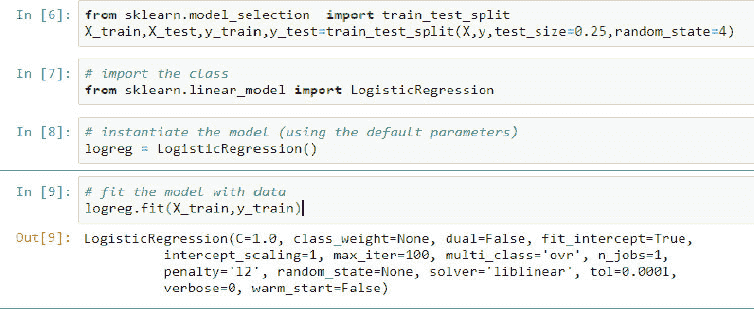 In [6]: from sklearn.model_selection  import train_test_split
X_train,X_test,y_train,y_test=train_test_split(X,y,test_size=0.25,random_state=4)
In [7]: # import the class
from sklearn.linear_model import LogisticRegression
In [8]: # instantiate the model (using the default parameters)
logreg = LogisticRegression()
In [9]: # fit the model with data
logreg.fit(X_train,y_train)
Out[9]: LogisticRegression(C=1.0, class_weight=None, dual=False, fit_intercept=True,
intercept_scaling=1, max_iter=100, multi_class='ovr', n_jobs=1,
penalty='l2', random_state=None, solver='liblinear', tol=0.0001,
verbose=0, warm_start=False)